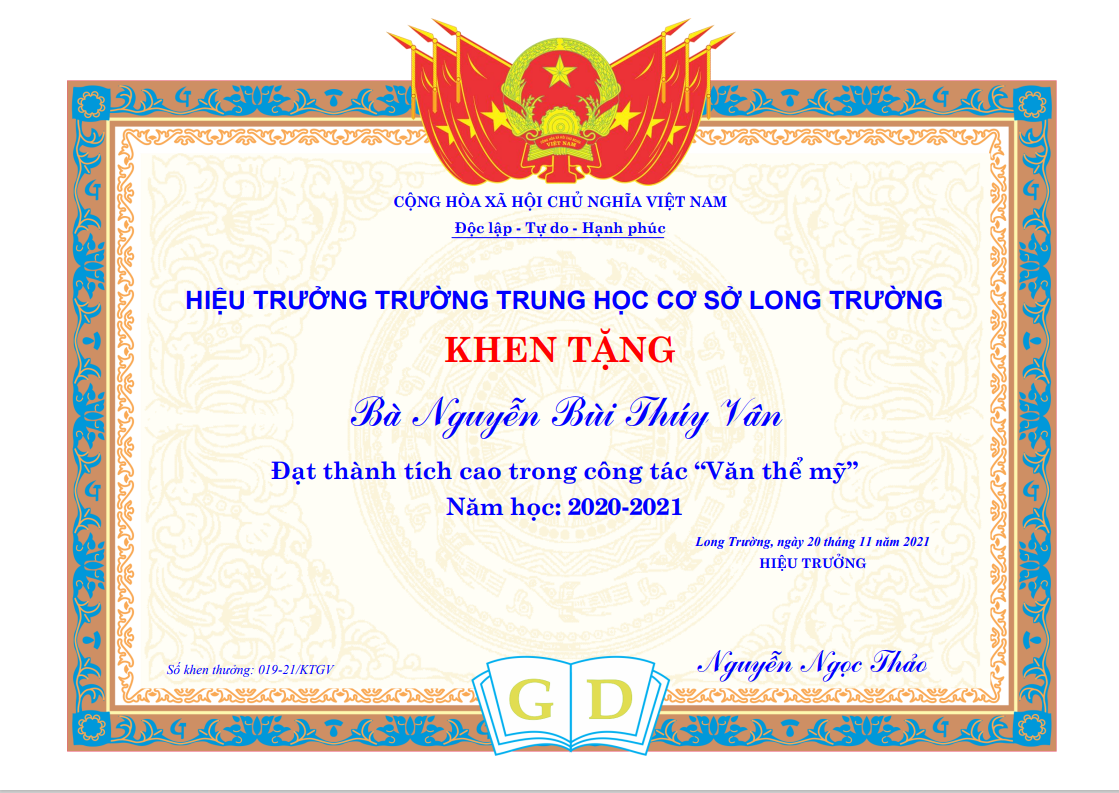 CỘNG HÒA XÃ HỘI CHỦ NGHĨA VIỆT NAM
Độc lập - Tự do - Hạnh phúc
HIỆU TRƯỞNG TRƯỜNG TRUNG HỌC CƠ SỞ LONG TRƯỜNG
KHEN TẶNG
Bà Nguyễn Bùi Thúy Vân
Đạt thành tích cao trong công tác “Văn thể mỹ”
Năm học: 2020-2021
Long Trường, ngày 20 tháng 11 năm 2021
HIỆU TRƯỞNG
Số khen thưởng: 019-21/KTGV
Nguyễn Ngọc Thảo
G D